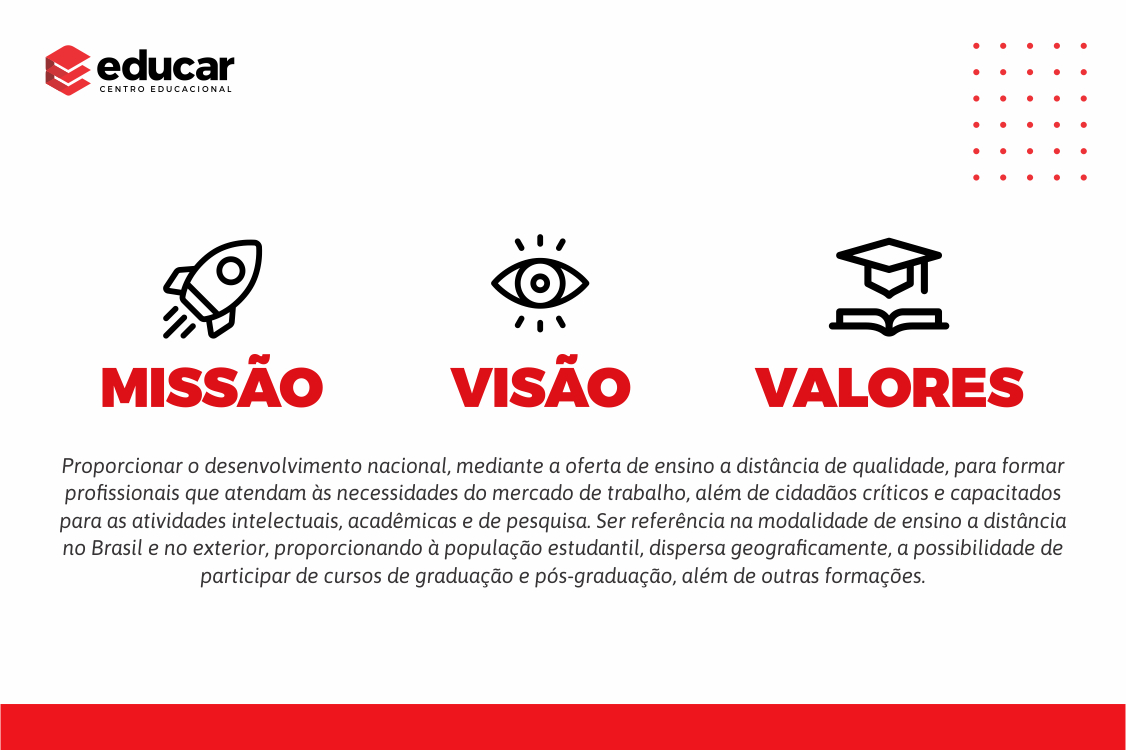 educar
CENTRO EDUCACIONAL
MISSÃO
VISÃO
VALORES
Proporcionar o desenvolvimento nacional, mediante a oferta de ensino a distância de qualidade, para formar
profissionais que atendam às necessidades do mercado de trabalho, além de cidadãos críticos e capacitados
para as atividades intelectuais, acadêmicas e de pesquisa. Ser referência na modalidade de ensino a distância
no Brasil e no exterior, proporcionando à população estudantil, dispersa geograficamente, a possibilidade de
participar de cursos de graduação e pós-graduação, além de outras formações.